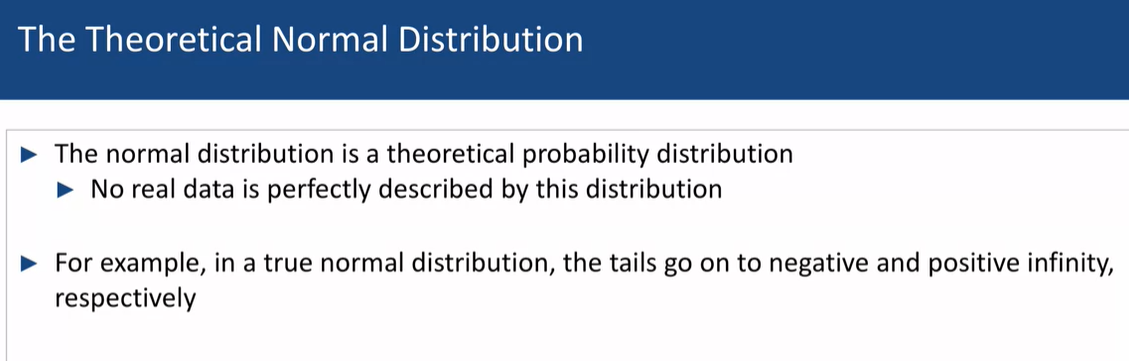 The Theoretical Normal Distribution
The normal distribution is a theoretical probability distribution
No real data is perfectly described by this distribution
For example, in a true normal distribution, the tails go on to negative and positive infinity,
respectively